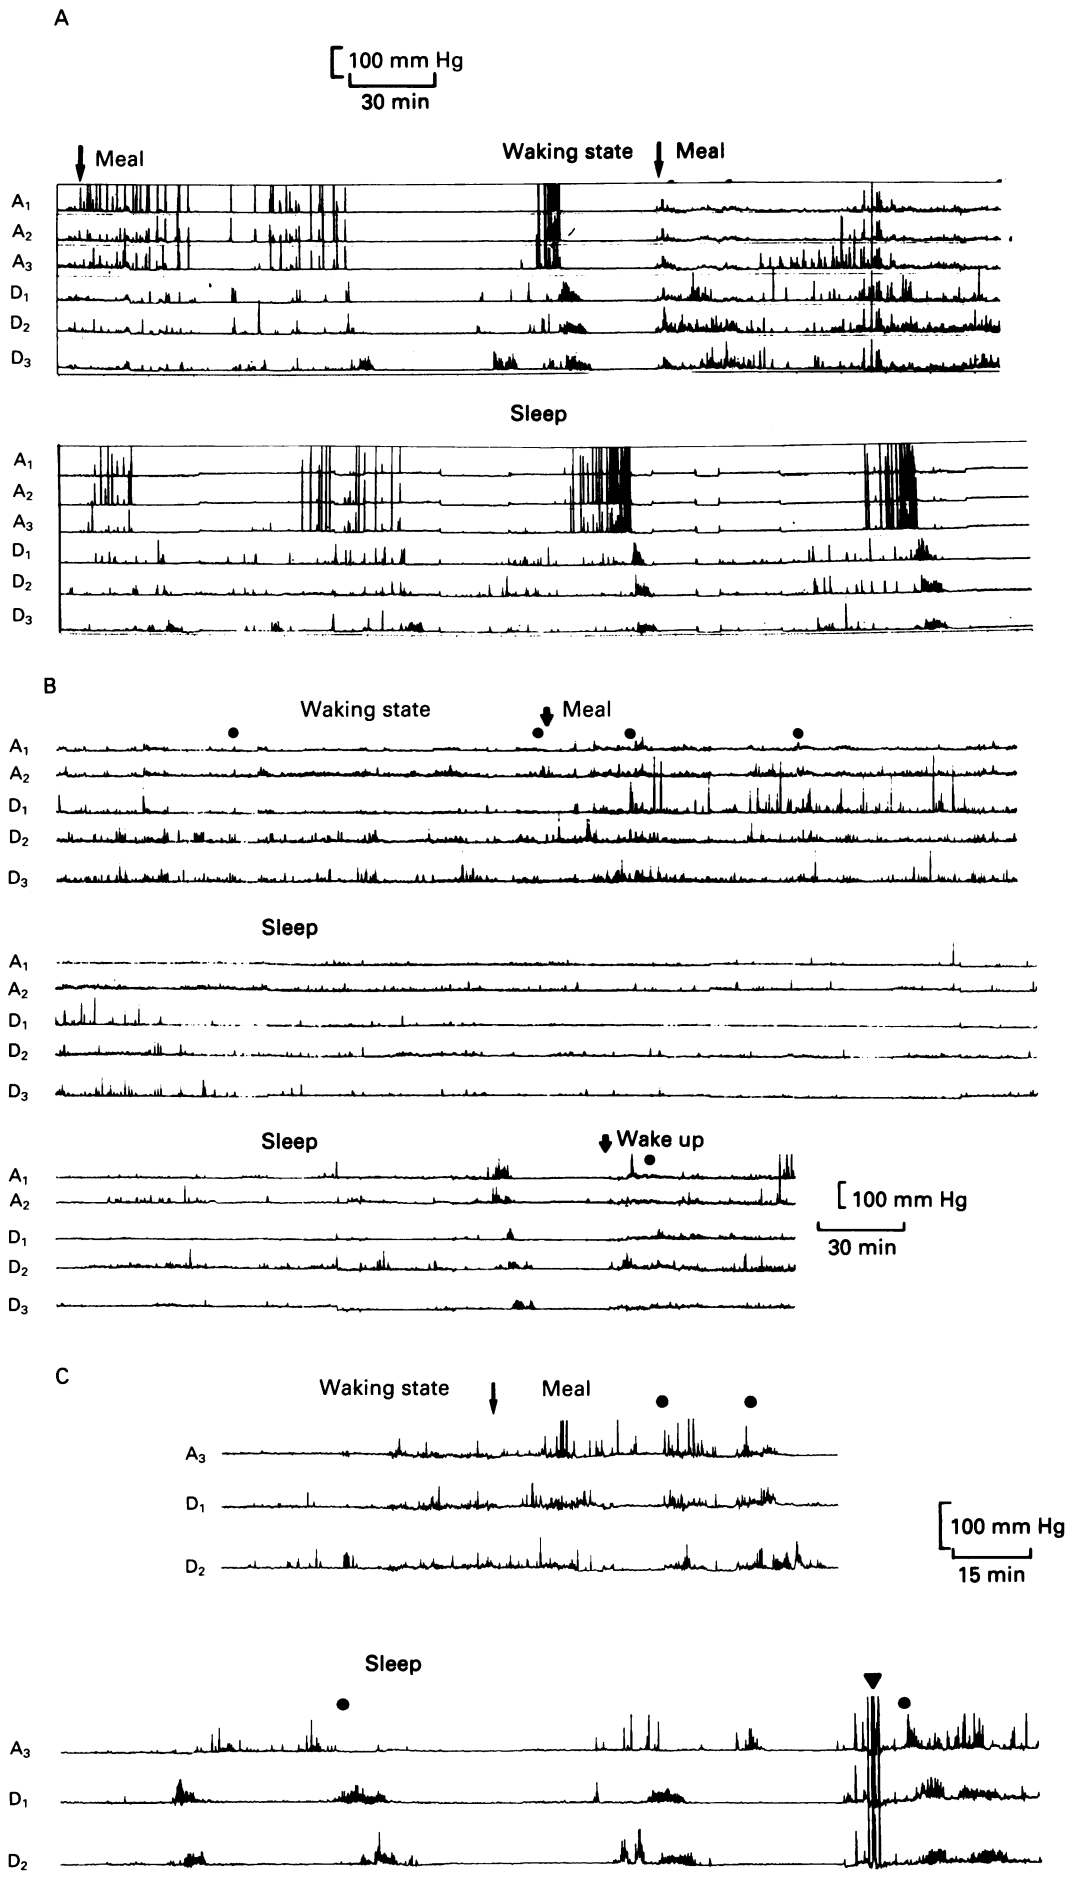 A
100 mm Hg
30 min
Meal Waking state Meal
A1
A2
A3
D1
D2
D3
Sleep
A1
A2
A3
D1
D2
D3
B
Waking state Meal
A1
A2
D1
D2
D3
Sleep
A1
A2
D1
D2
D3
Sleep Wake up
A1
A2
D1
D2
D3
100 mm Hg
30 min
C
Waking state Meal
A3
D1
D2
100 mm Hg
15 min
Sleep
A3
D1
D2